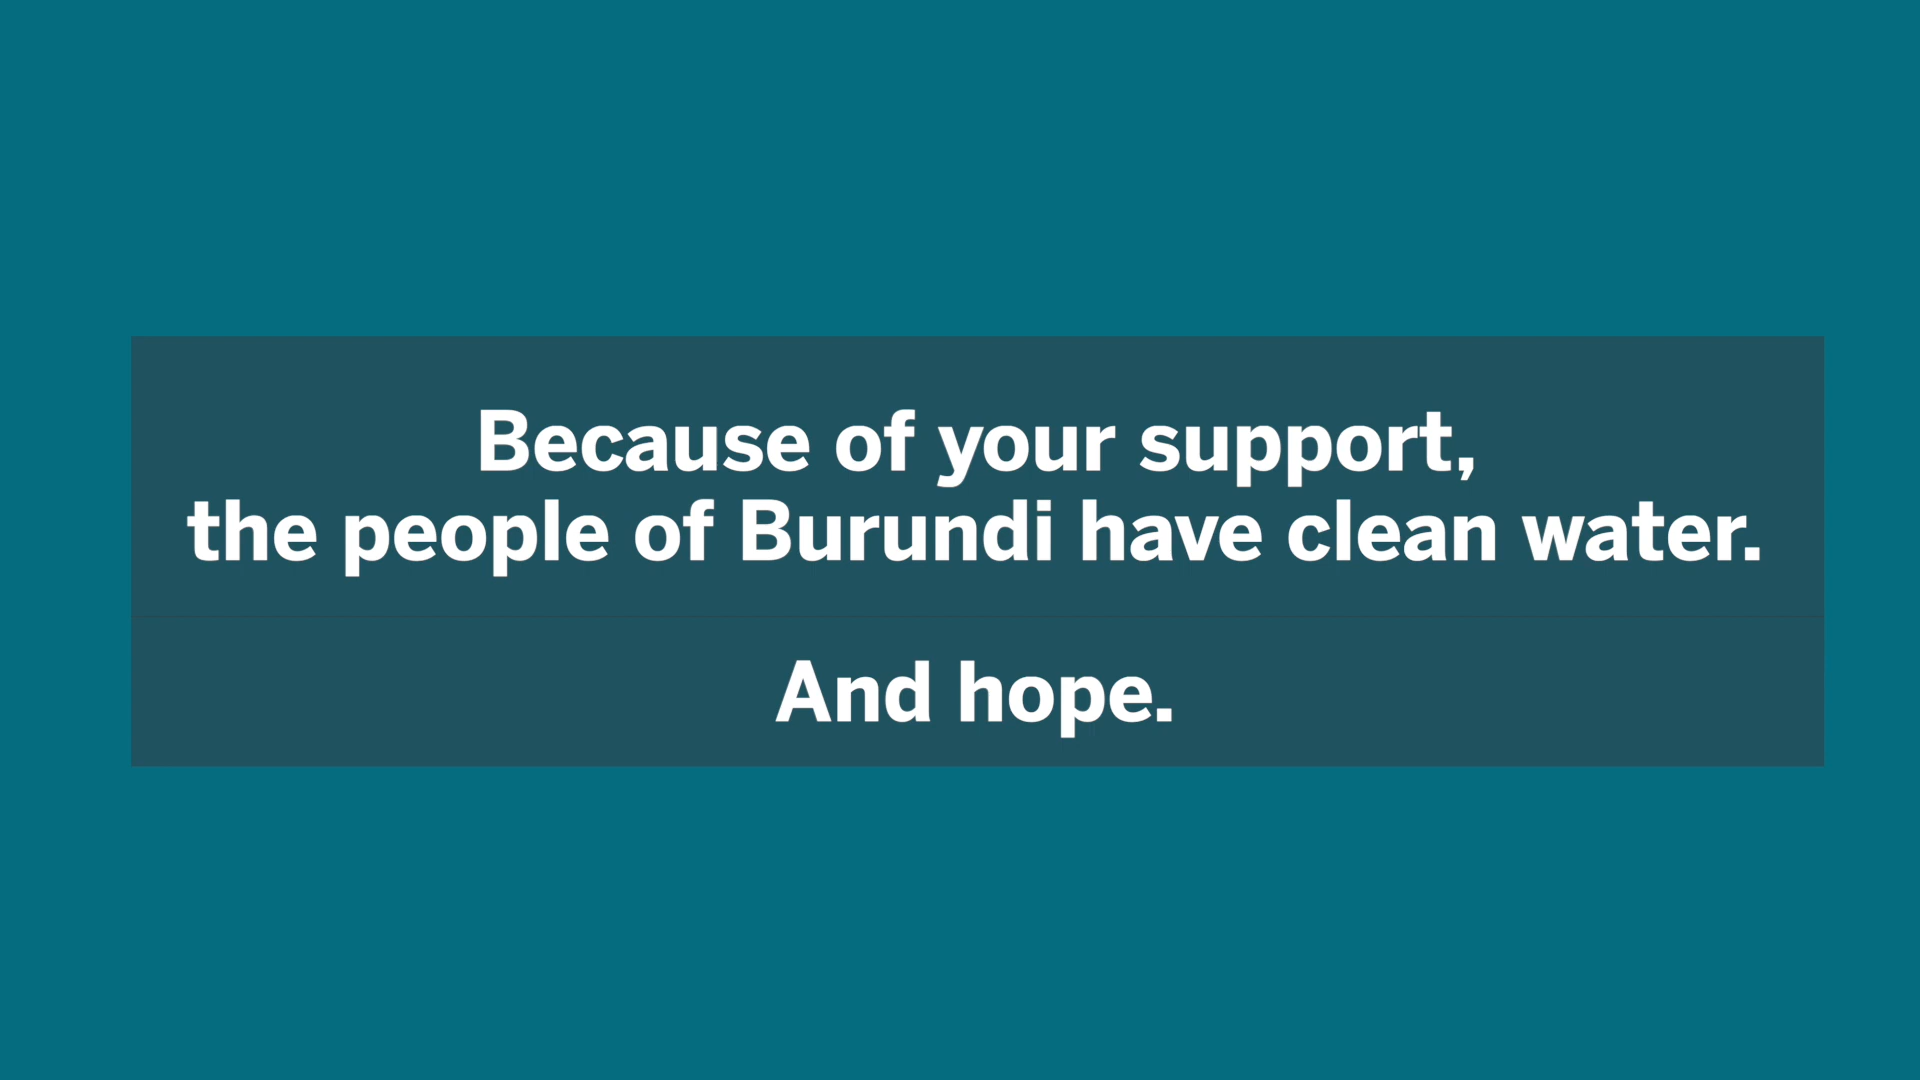 Because of your support,
the people of Burundi have clean water.
And hope.